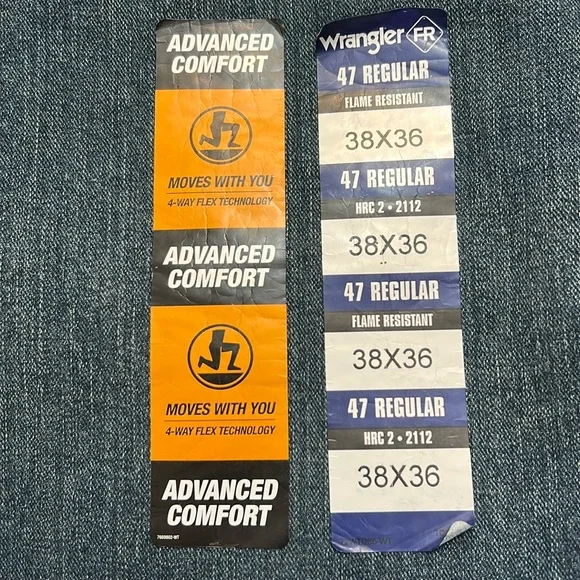 ADVANCED
COMFORT
MOVES WITH YOU
4-WAY FLEX TECHNOLOGY
ADVANCED
COMFORT
MOVES WITH YOU
4-WAY FLEX TECHNOLOGY
ADVANCED
COMFORT
Wrangler FR
47 REGULAR
FLAME RESISTANT
38X36
47 REGULAR
HRC 2 • 2112
38X36
47 REGULAR
FLAME RESISTANT
38X36
47 REGULAR
HRC 2 • 2112
38X36